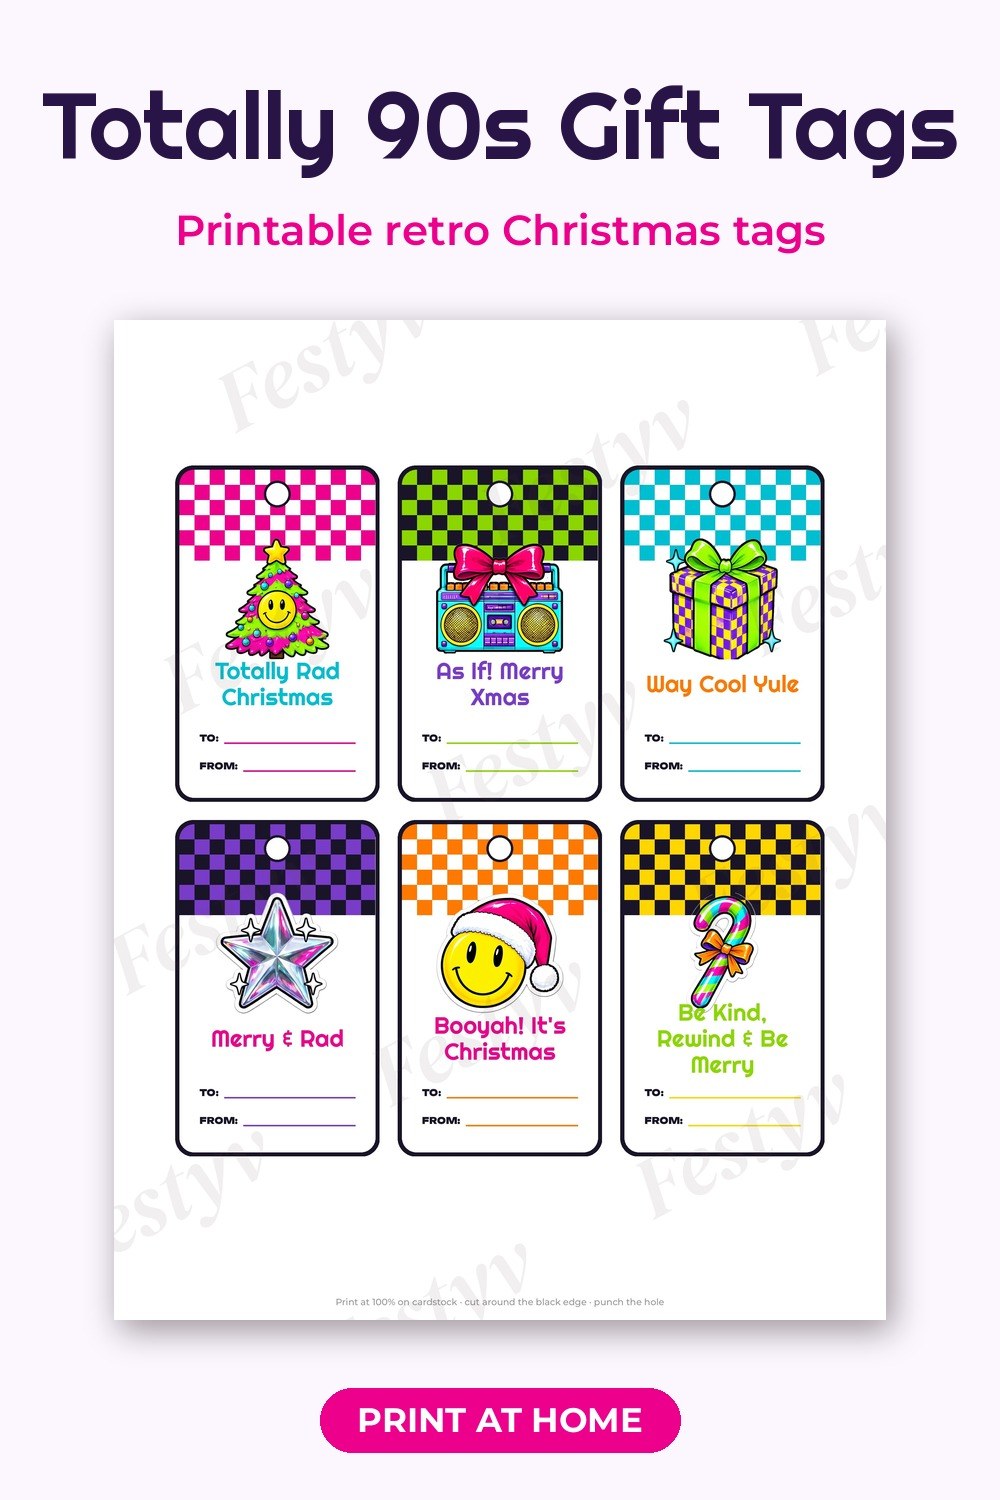 Totally 90s Gift Tags
Printable retro Christmas tags
Festyv
Totally Rad
Christmas
TO:
FROM:
As If! Merry
Xmas
TO:
FROM:
Way Cool Yule
TO:
FROM:
Merry & Rad
TO:
FROM:
Booyah! It's
Christmas
TO:
FROM:
Be Kind,
Rewind & Be
Merry
TO:
FROM:
Print at 100% on cardstock - cut around the black edge - punch the hole
PRINT AT HOME